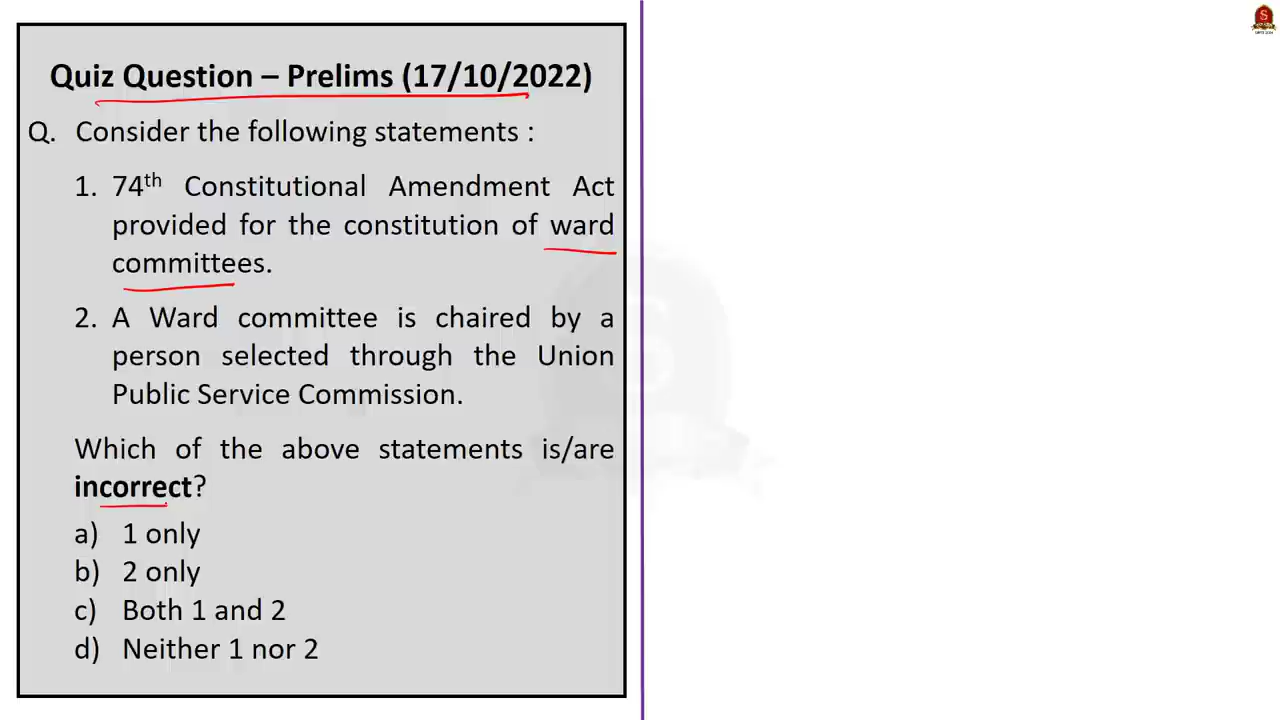 Quiz Question – Prelims (17/10/2022)
Q. Consider the following statements :
1. 74th Constitutional Amendment Act
provided for the constitution of ward
committees.
2. A Ward committee is chaired by a
person selected through the Union
Public Service Commission.
Which of the above statements is/are
incorrect?
a) 1 only
b) 2 only
c) Both 1 and 2
d) Neither 1 nor 2
S